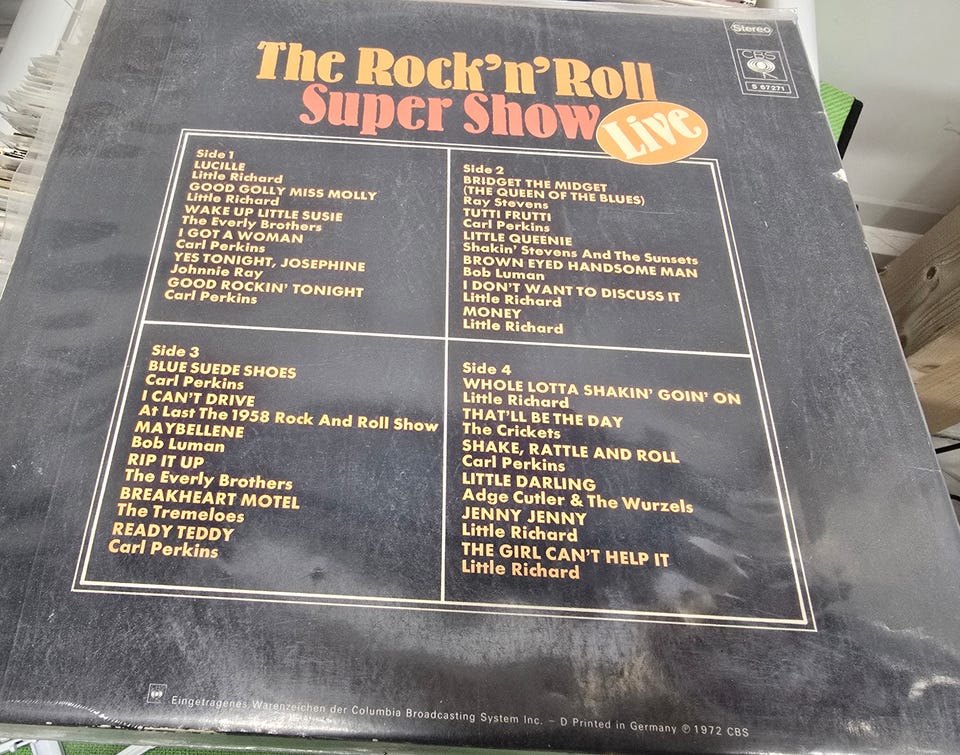 Stereo
CBS
S 67271
The Rock'n'Roll
Super Show
Live
Side 1
LUCILLE
Little Richard
GOOD GOLLY MISS MOLLY
Little Richard
WAKE UP LITTLE SUSIE
The Everly Brothers
I GOT A WOMAN
Carl Perkins
YES TONIGHT, JOSEPHINE
Johnnie Ray
GOOD ROCKIN' TONIGHT
Carl Perkins
Side 2
BRIDGET THE MIDGET
(THE QUEEN OF THE BLUES)
Ray Stevens
TUTTI FRUTTI
Carl Perkins
LITTLE QUEENIE
Shakin' Stevens And The Sunsets
BROWN EYED HANDSOME MAN
Bob Luman
I DON'T WANT TO DISCUSS IT
Little Richard
MONEY
Little Richard
Side 3
BLUE SUEDE SHOES
Carl Perkins
I CAN'T DRIVE
At Last The 1958 Rock And Roll Show
MAYBELLENE
Bob Luman
RIP IT UP
The Everly Brothers
BREAKHEART MOTEL
The Tremeloes
READY TEDDY
Carl Perkins
Side 4
WHOLE LOTTA SHAKIN' GOIN' ON
Little Richard
THAT'LL BE THE DAY
The Crickets
SHAKE, RATTLE AND ROLL
Carl Perkins
LITTLE DARLING
Adge Cutler & The Wurzels
JENNY JENNY
Little Richard
THE GIRL CAN'T HELP IT
Little Richard
Eingetragenes Warenzeichen der Columbia Broadcasting System Inc. – D Printed in Germany ℗ 1972 CBS